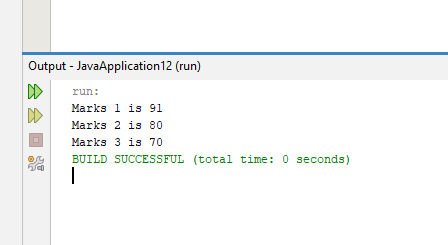 Output - JavaApplication12 (run)
run:
Marks 1 is 91
Marks 2 is 80
Marks 3 is 70
BUILD SUCCESSFUL (total time: 0 seconds)